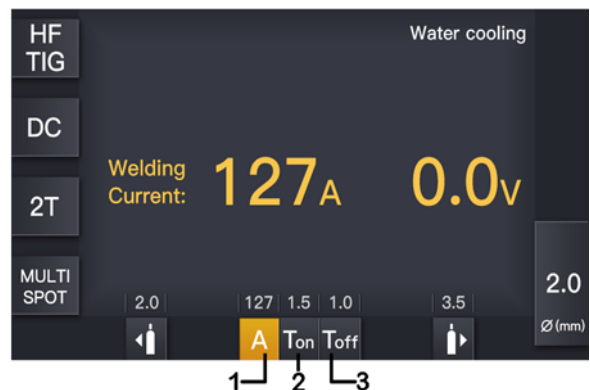 HF
TIG
Water cooling
DC
Welding
Current:
127A
0.0V
2T
MULTI
SPOT
2.0
127
1.5
1.0
3.5
2.0
Ø(mm)
A
Ton
Toff
1
2
3